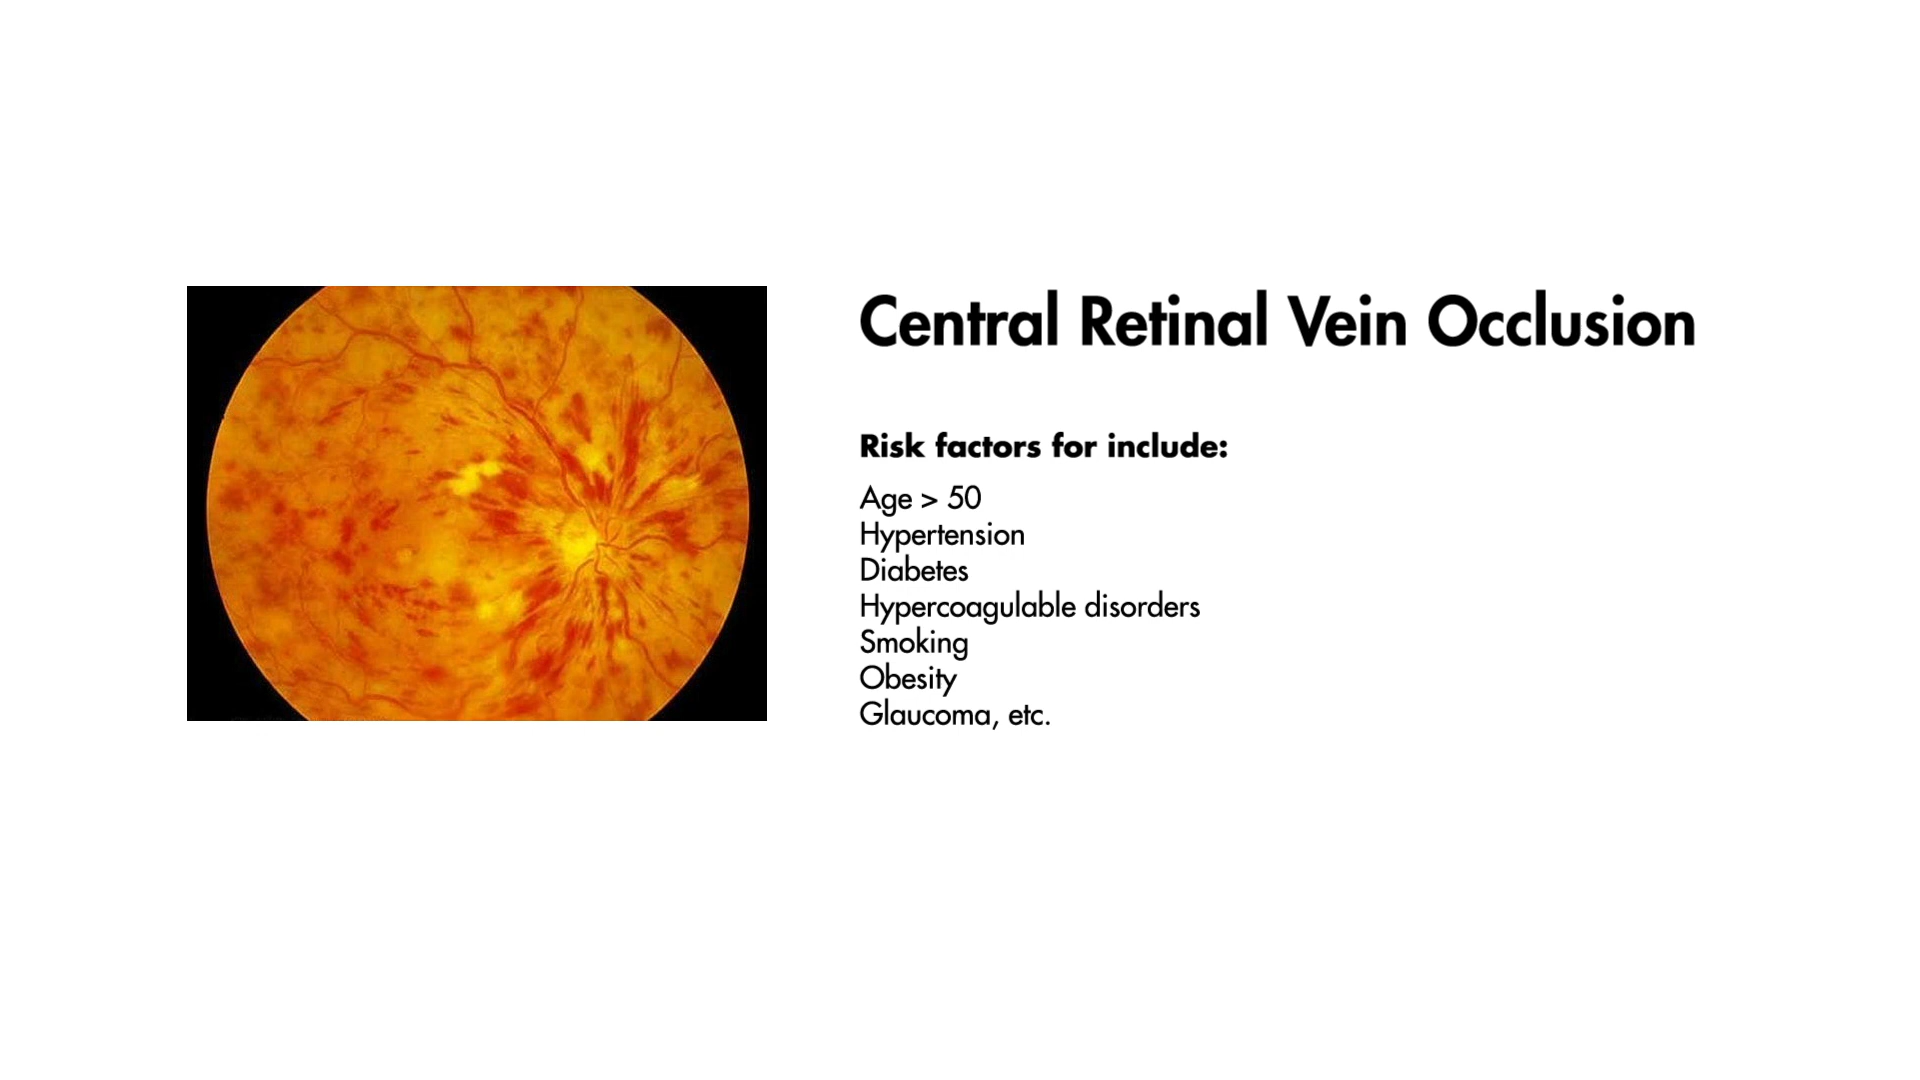 Central Retinal Vein Occlusion
Risk factors for include:
Age > 50
Hypertension
Diabetes
Hypercoagulable disorders
Smoking
Obesity
Glaucoma, etc.